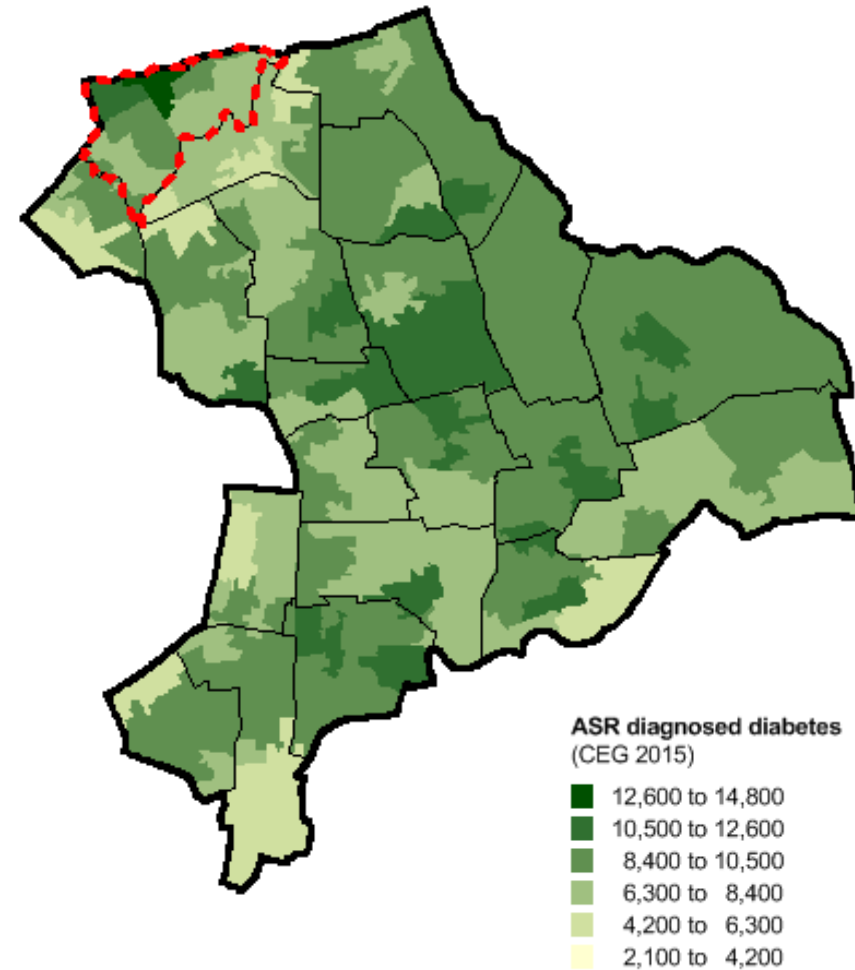 ASR diagnosed diabetes
(CEG 2015)
12,600 to 14,800
10,500 to 12,600
8,400 to 10,500
6,300 to 8,400
4,200 to 6,300
2,100 to 4,200